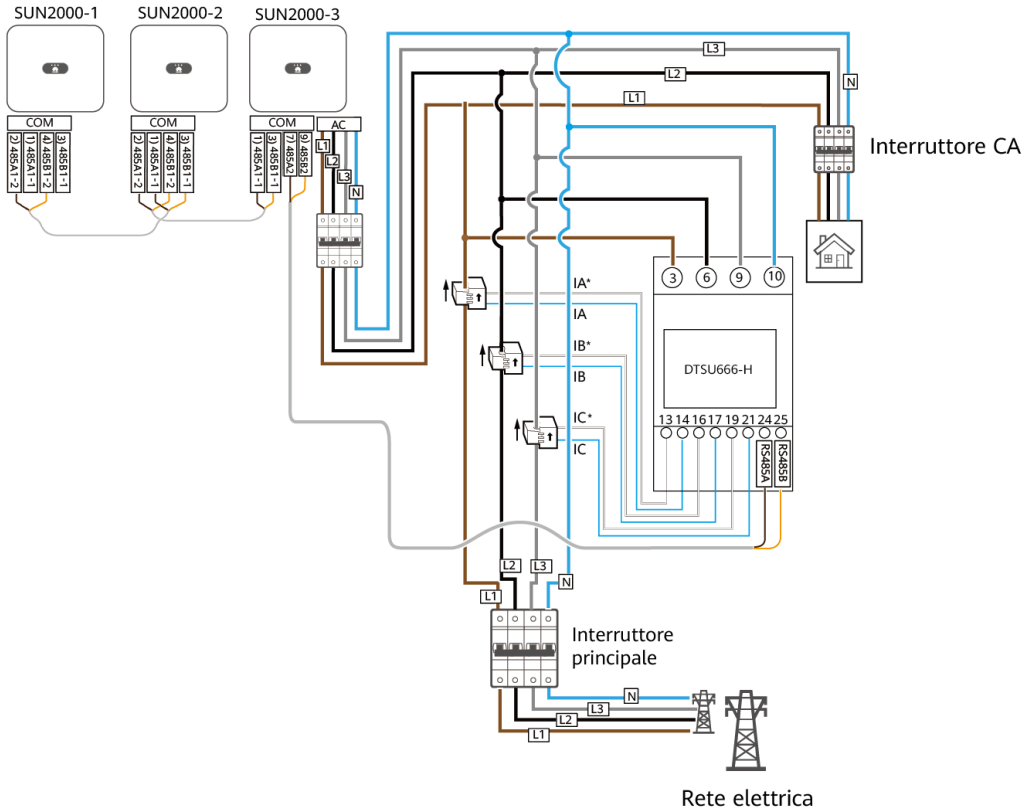 SUN2000-1
SUN2000-2
SUN2000-3
COM
COM
COM
AC
2) 485A1-2
1) 485A1-1
4) 485B1-2
3) 485B1-1
2) 485A1-2
1) 485A1-1
4) 485B1-2
3) 485B1-1
1) 485A1-1
3) 485B1-1
7) 485A2
9) 485B2
L1
L2
L3
N
L3
L2
N
L1
Interruttore CA
3
6
9
10
IA*
IA
IB*
IB
IC*
IC
DTSU666-H
13 14 16 17 19 21 24 25
RS485A
RS485B
L2
L3
N
L1
Interruttore
principale
N
L3
L2
L1
Rete elettrica